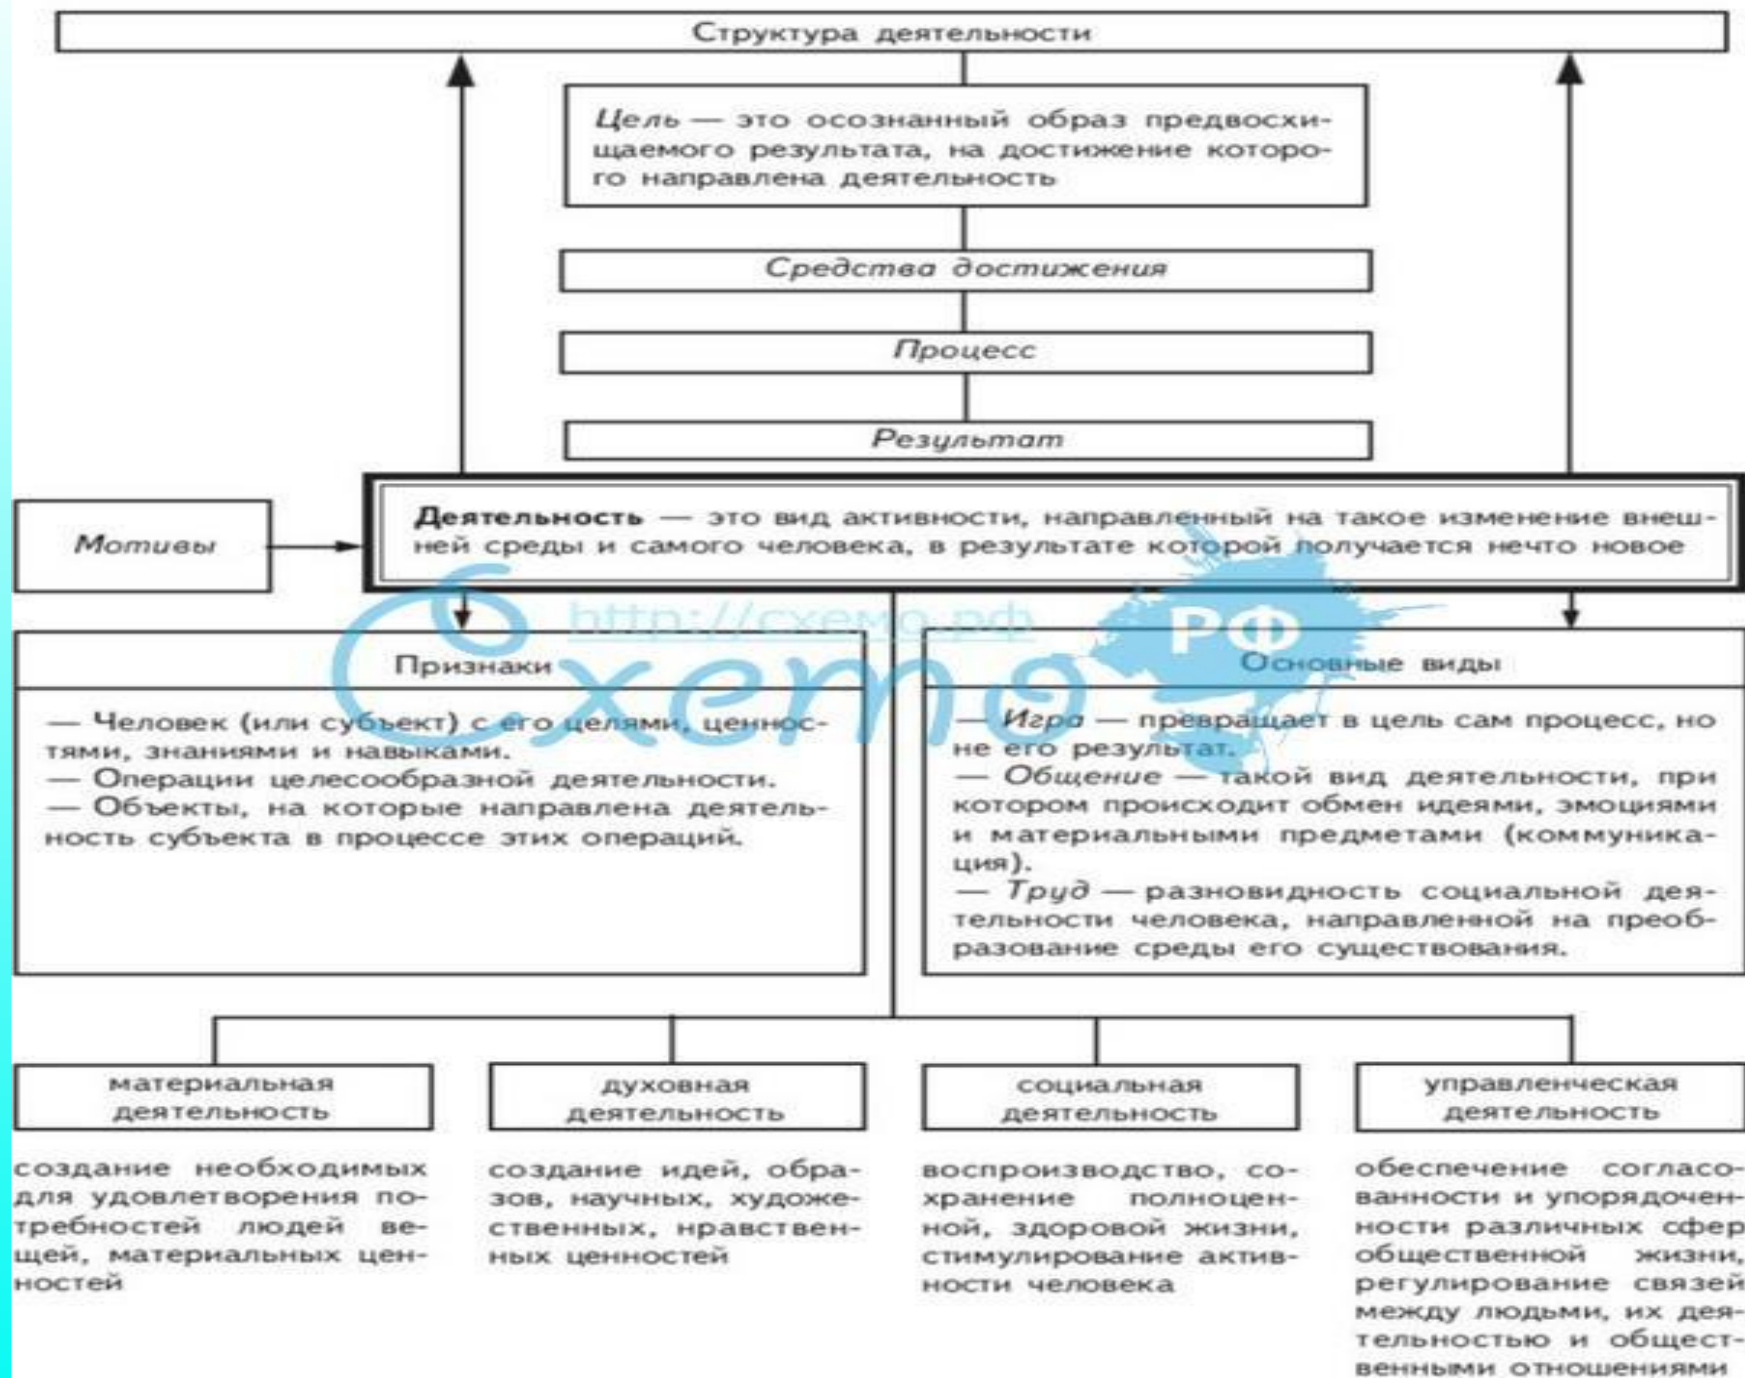 Структура деятельности
Цель — это осознанный образ предвосхи-
щаемого результата, на достижение которо-
го направлена деятельность
Средства достижения
Процесс
Результат
Мотивы
Деятельность — это вид активности, направленный на такое изменение внеш-
ней среды и самого человека, в результате которой получается нечто новое
http://схемо.рф
Схемо
РФ
Признаки
— Человек (или субъект) с его целями, ценнос-
тями, знаниями и навыками.
— Операции целесообразной деятельности.
— Объекты, на которые направлена деятель-
ность субъекта в процессе этих операций.
Основные виды
— Игра — превращает в цель сам процесс, но
не его результат.
— Общение — такой вид деятельности, при
котором происходит обмен идеями, эмоциями
и материальными предметами (коммуника-
ция).
— Труд — разновидность социальной дея-
тельности человека, направленной на преоб-
разование среды его существования.
материальная
деятельность
создание необходимых
для удовлетворения по-
требностей людей ве-
щей, материальных цен-
ностей
духовная
деятельность
создание идей, обра-
зов, научных, художе-
ственных, нравствен-
ных ценностей
социальная
деятельность
воспроизводство, со-
хранение полноцен-
ной, здоровой жизни,
стимулирование актив-
ности человека
управленческая
деятельность
обеспечение согласо-
ванности и упорядочен-
ности различных сфер
общественной жизни,
регулирование связей
между людьми, их дея-
тельностью и общест-
венными отношениями